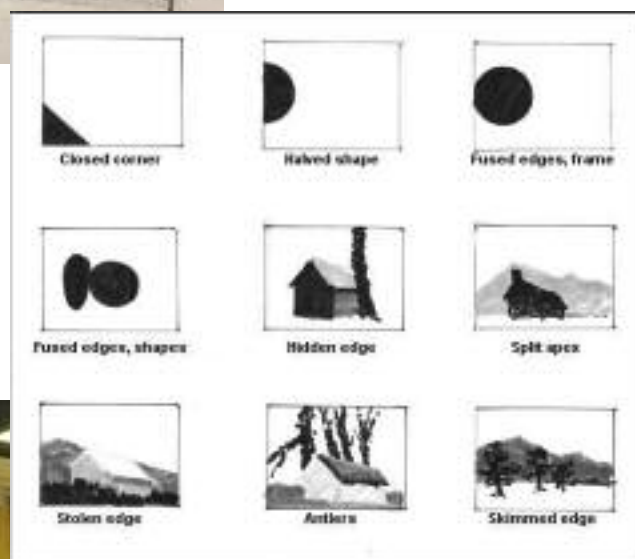 Closed corner
Halved shape
Fused edges, frame
Fused edges, shapes
Hidden edge
Split apex
Stolen edge
Antlers
Skimmed edge